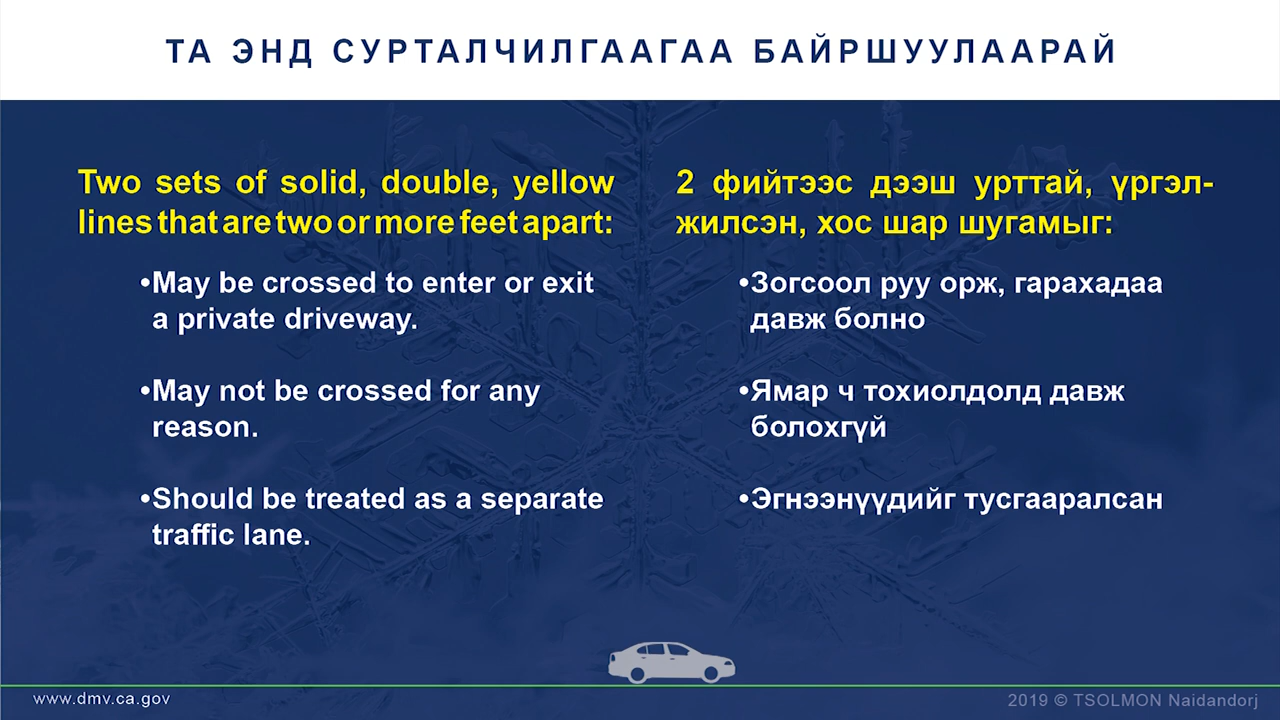 ТА ЭНД СУРТАЛЧИЛГААГАА БАЙРШУУЛААРАЙ
Two sets of solid, double, yellow
lines that are two or more feet apart:
•May be crossed to enter or exit
a private driveway.
•May not be crossed for any
reason.
•Should be treated as a separate
traffic lane.
2 фийтээс дээш урттай, үргэл-
жилсэн, хос шар шугамыг:
•Зогсоол руу орж, гарахадаа
давж болно
•Ямар ч тохиолдолд давж
болохгүй
•Эгнээнүүдийг тусгааралсан
www.dmv.ca.gov
2019 © TSOLMON Naidandorj